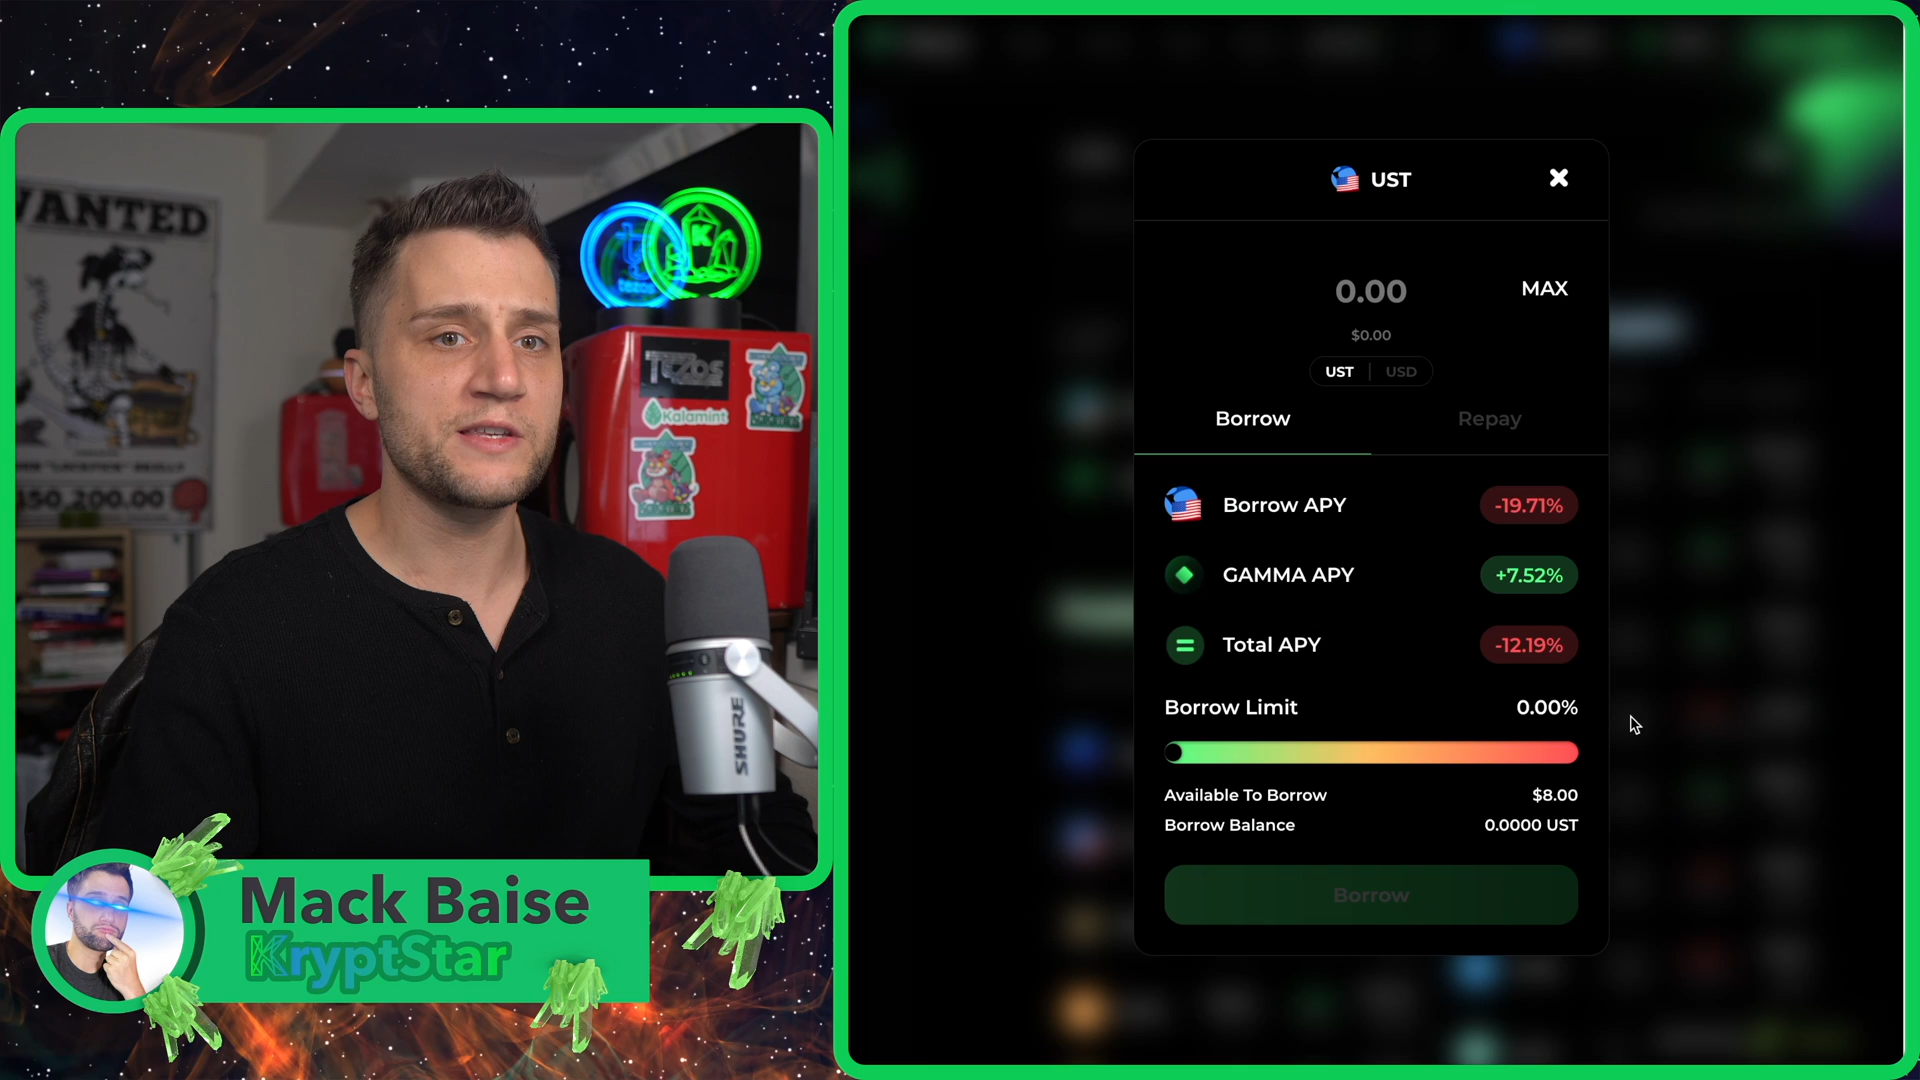 WANTED
150,200.00
tezos
K
TEZOS
Kalamint
SHURE
Mack Baise
KryptStar
UST
MAX
0.00
$0.00
UST | USD
Borrow Repay
Borrow APY -19.71%
GAMMA APY +7.52%
Total APY -12.19%
Borrow Limit 0.00%
Available To Borrow $8.00
Borrow Balance 0.0000 UST
Borrow